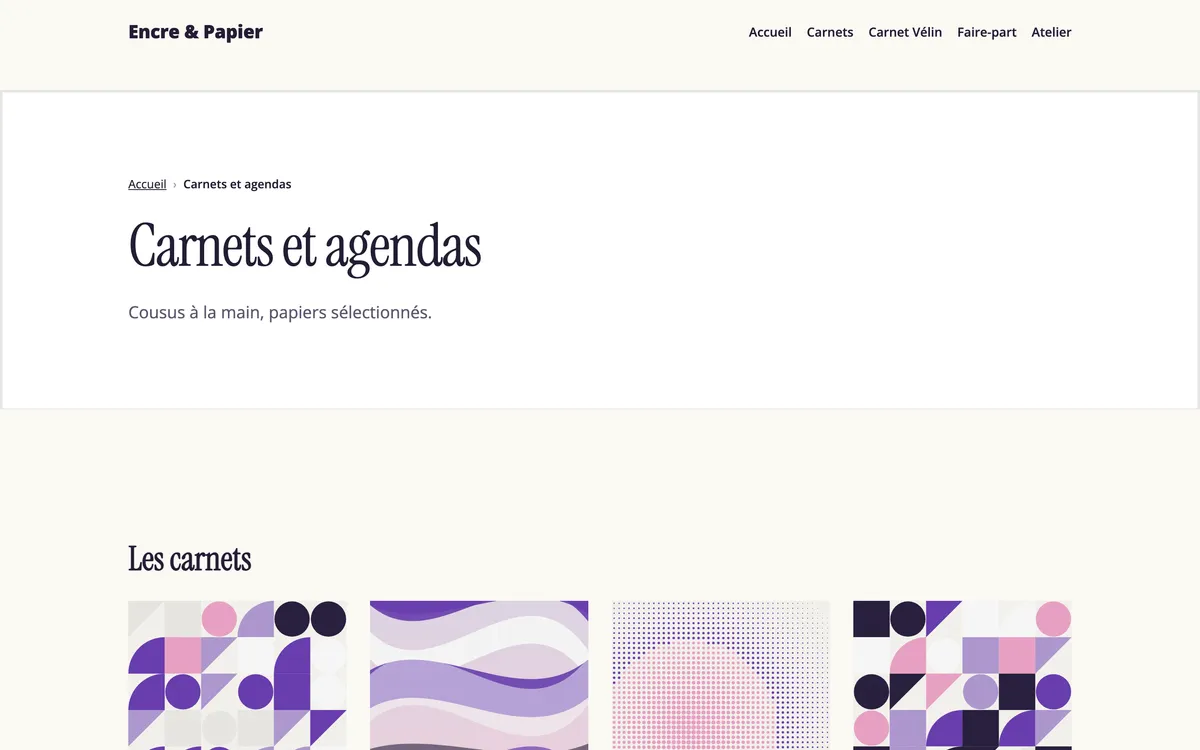 Encre & Papier
Accueil Carnets Carnet Vélin Faire-part Atelier
Accueil › Carnets et agendas
Carnets et agendas
Cousus à la main, papiers sélectionnés.
Les carnets